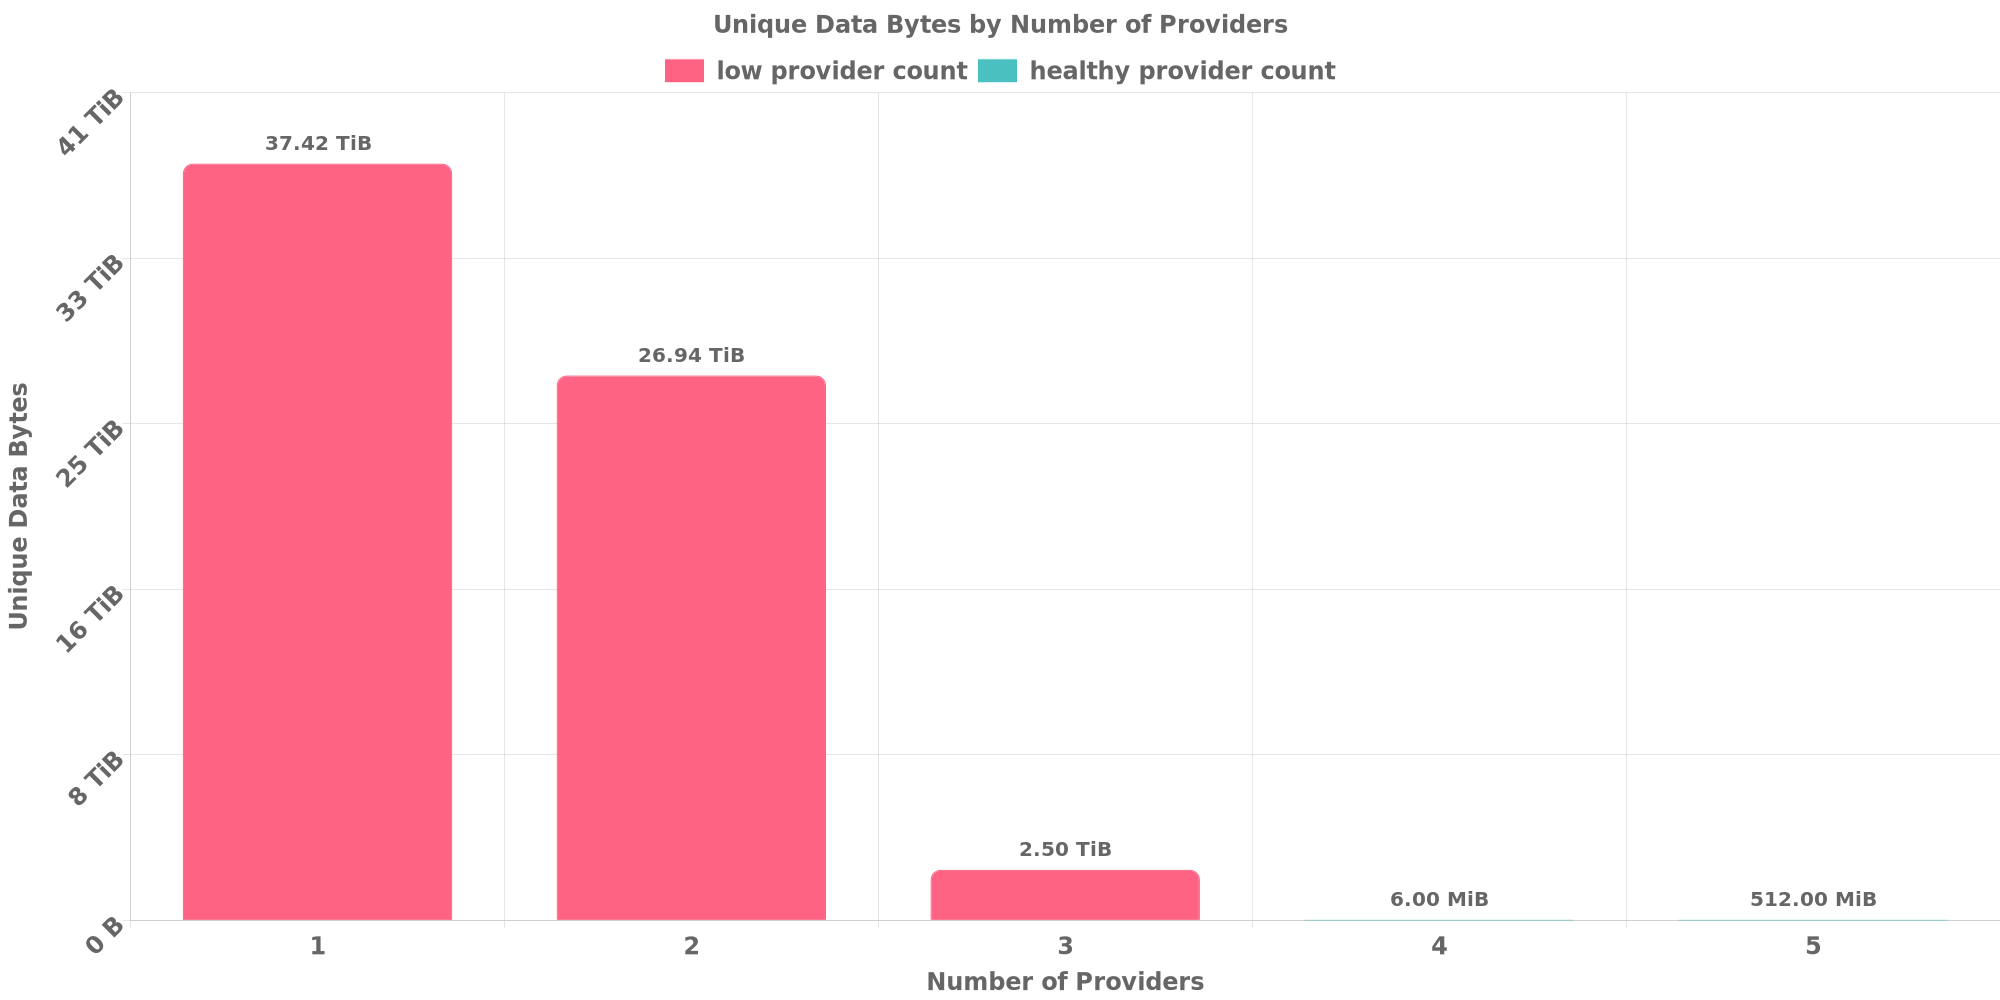 Unique Data Bytes by Number of Providers
low provider count healthy provider count
41 TiB
33 TiB
25 TiB
16 TiB
8 TiB
0 B
Unique Data Bytes
37.42 TiB
26.94 TiB
2.50 TiB
6.00 MiB
512.00 MiB
1 2 3 4 5
Number of Providers